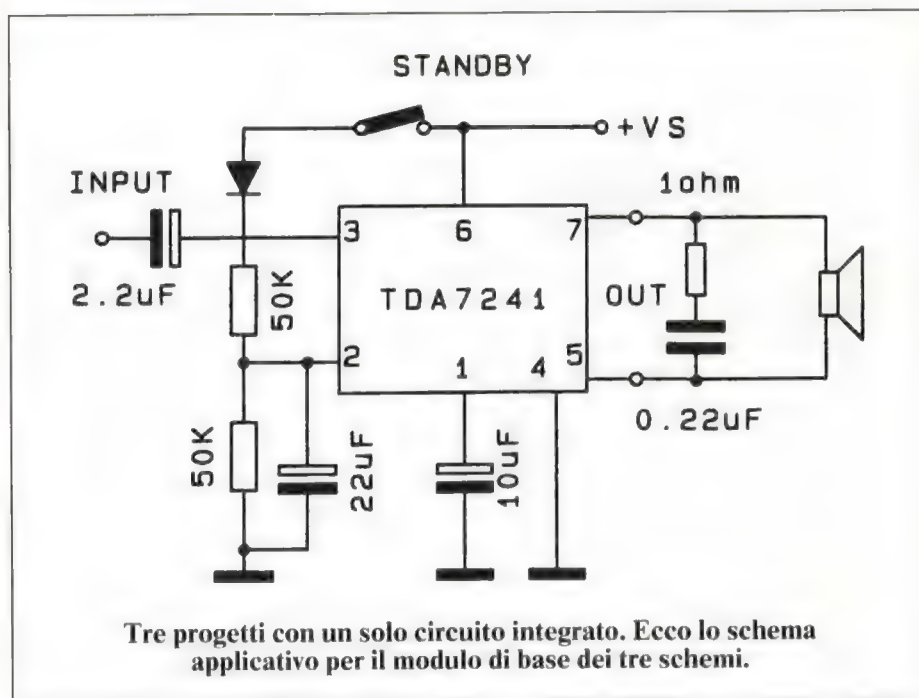 STANDBY
+VS
INPUT
1ohm
3
6
7
2.2uF
50K
TDA7241
OUT
2
1
4
5
50K
22uF
10uF
0.22uF
Tre progetti con un solo circuito integrato. Ecco lo schema
applicativo per il modulo di base dei tre schemi.